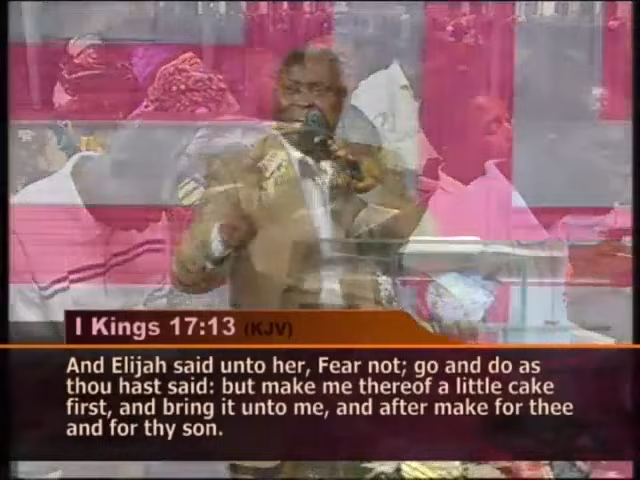 I Kings 17:13 (KJV)
And Elijah said unto her, Fear not; go and do as
thou hast said: but make me thereof a little cake
first, and bring it unto me, and after make for thee
and for thy son.